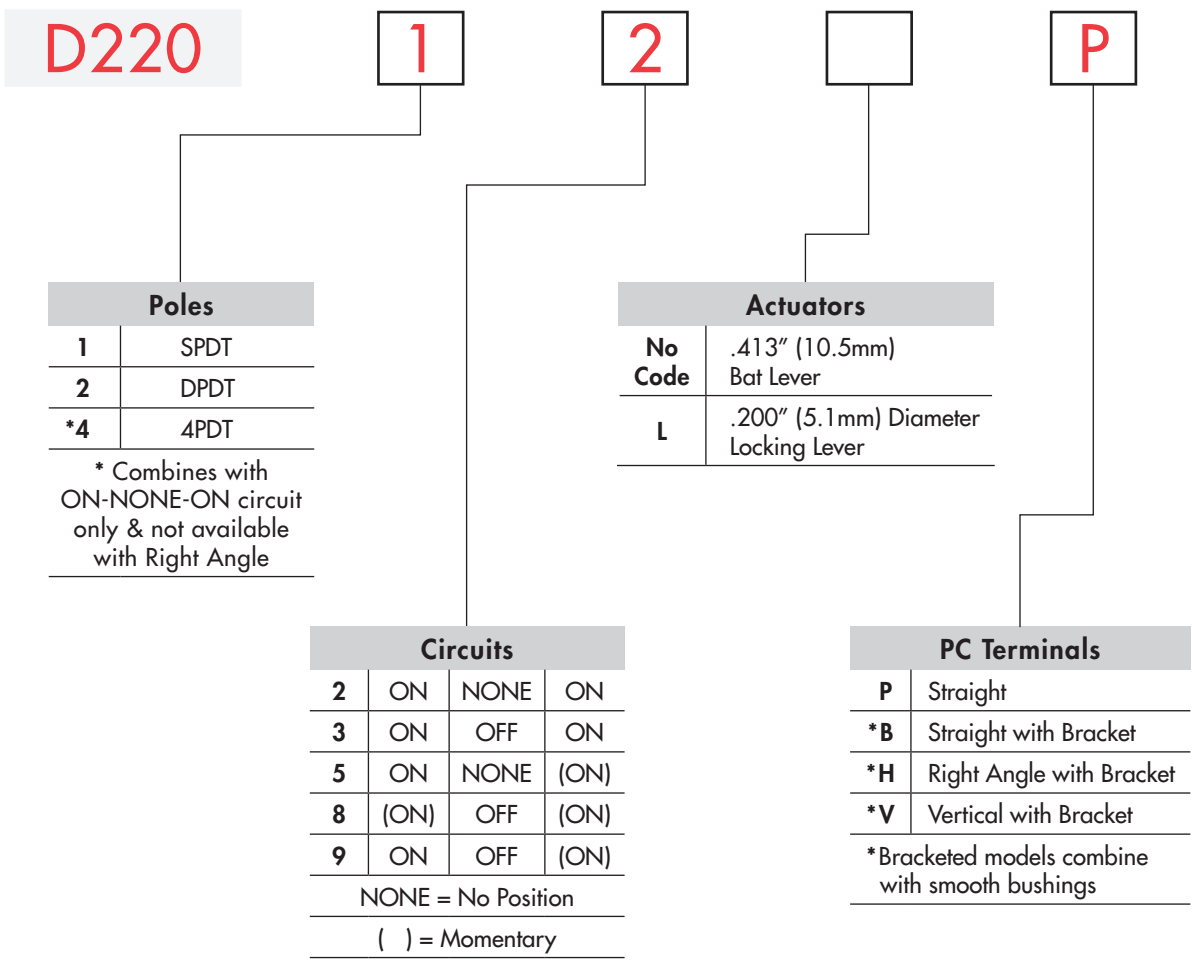 D220 1 2 P
Poles
1 SPDT
2 DPDT
*4 4PDT
* Combines with
ON-NONE-ON circuit
only & not available
with Right Angle
Actuators
No Code .413" (10.5mm)
Bat Lever
L .200" (5.1mm) Diameter
Locking Lever
Circuits
2 ON NONE ON
3 ON OFF ON
5 ON NONE (ON)
8 (ON) OFF (ON)
9 ON OFF (ON)
NONE = No Position
( ) = Momentary
PC Terminals
P Straight
*B Straight with Bracket
*H Right Angle with Bracket
*V Vertical with Bracket
*Bracketed models combine
with smooth bushings